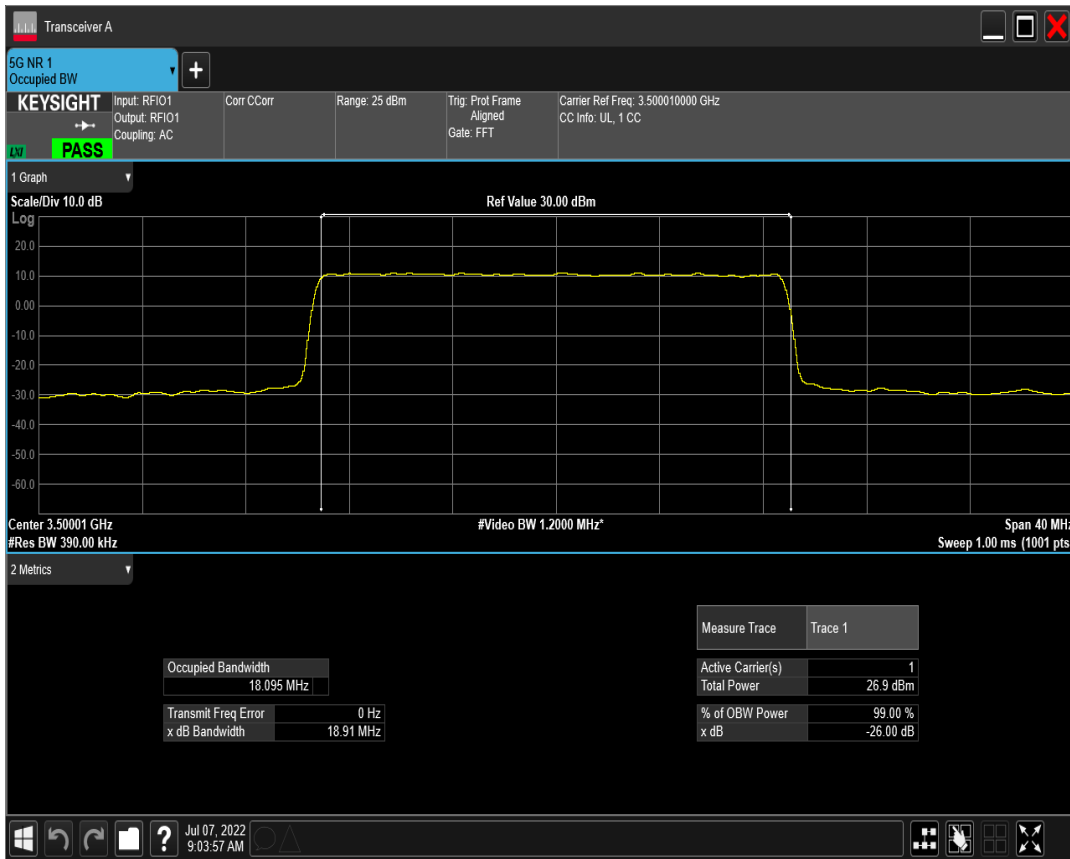 Transceiver A
5G NR 1
Occupied BW
KEYSIGHT
LXI
PASS
Input: RFIO1
Output: RFIO1
Coupling: AC
Corr CCorr
Range: 25 dBm
Trig: Prot Frame
Aligned
Gate: FFT
Carrier Ref Freq: 3.500010000 GHz
CC Info: UL, 1 CC
1 Graph
Scale/Div 10.0 dB
Ref Value 30.00 dBm
Log
20.0
10.0
0.00
-10.0
-20.0
-30.0
-40.0
-50.0
-60.0
Center 3.50001 GHz
#Video BW 1.2000 MHz*
Span 40 MHz
#Res BW 390.00 kHz
Sweep 1.00 ms (1001 pts
2 Metrics
Measure Trace Trace 1
Occupied Bandwidth
18.095 MHz
Active Carrier(s) 1
Total Power 26.9 dBm
Transmit Freq Error 0 Hz
x dB Bandwidth 18.91 MHz
% of OBW Power 99.00 %
x dB -26.00 dB
?
Jul 07, 2022
9:03:57 AM